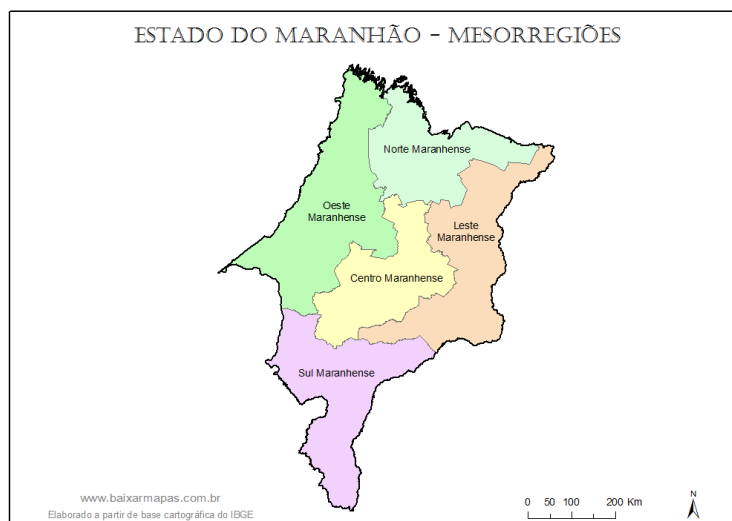 ESTADO DO MARANHÃO - MESORREGIÕES
Norte Maranhense
Oeste
Maranhense
Leste
Maranhense
Centro Maranhense
Sul Maranhense
www.baixarmapas.com.br
Elaborado a partir de base cartográfica do IBGE
0 50 100 200 Km
N